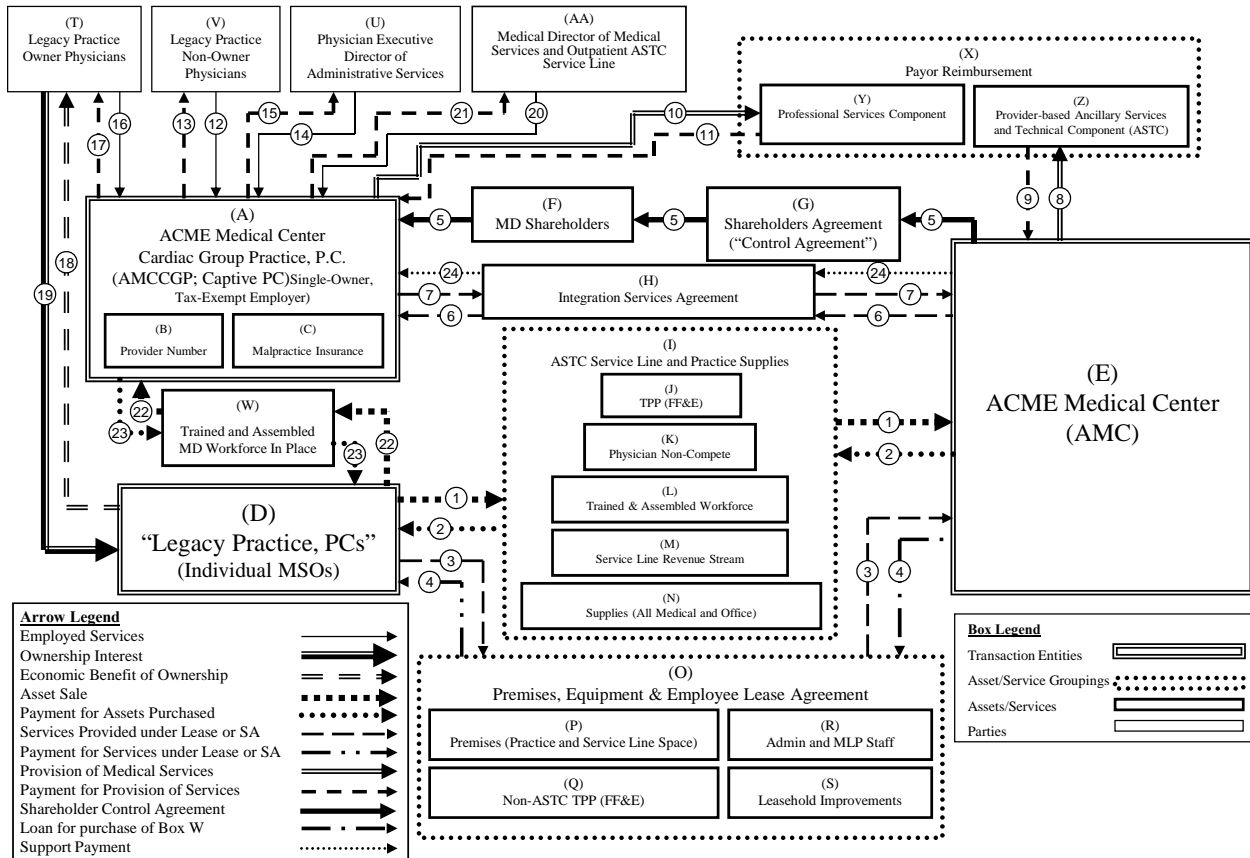 (T)
Legacy Practice
Owner Physicians
(V)
Legacy Practice
Non-Owner
Physicians
(U)
Physician Executive
Director of
Administrative Services
(AA)
Medical Director of Medical
Services and Outpatient ASTC
Service Line
(X)
Payor Reimbursement
(Y)
Professional Services
Component
(Z)
Provider-based Ancillary Services
and Technical Component (ASTC)
16
17
13
12
15
14
21
20
10
11
9
8
18
19
(A)
ACME Medical Center
Cardiac Group Practice, P.C.
(AMCCGP; Captive PC)Single-Owner,
Tax-Exempt Employer)
(B)
Provider Number
(C)
Malpractice Insurance
5
(F)
MD Shareholders
5
(G)
Shareholders Agreement
(“Control Agreement”)
5
24
7
6
(H)
Integration Services Agreement
24
7
6
(E)
ACME Medical Center
(AMC)
22
23
(W)
Trained and Assembled
MD Workforce In Place
22
23
(I)
ASTC Service Line and Practice Supplies
(J)
TPP (FF&E)
(K)
Physician Non-Compete
(L)
Trained & Assembled Workforce
(M)
Service Line Revenue Stream
(N)
Supplies (All Medical and Office)
1
2
(D)
“Legacy Practice, PCs”
(Individual MSOs)
1
2
3
4
3
4
(O)
Premises, Equipment & Employee Lease Agreement
(P)
Premises (Practice and Service Line Space)
(R)
Admin and MLP Staff
(Q)
Non-ASTC TPP (FF&E)
(S)
Leasehold Improvements
Arrow Legend
Employed Services
Ownership Interest
Economic Benefit of Ownership
Asset Sale
Payment for Assets Purchased
Services Provided under Lease or SA
Payment for Services under Lease or SA
Provision of Medical Services
Payment for Provision of Services
Shareholder Control Agreement
Loan for purchase of Box W
Support Payment
Box Legend
Transaction Entities
Asset/Service Groupings
Assets/Services
Parties